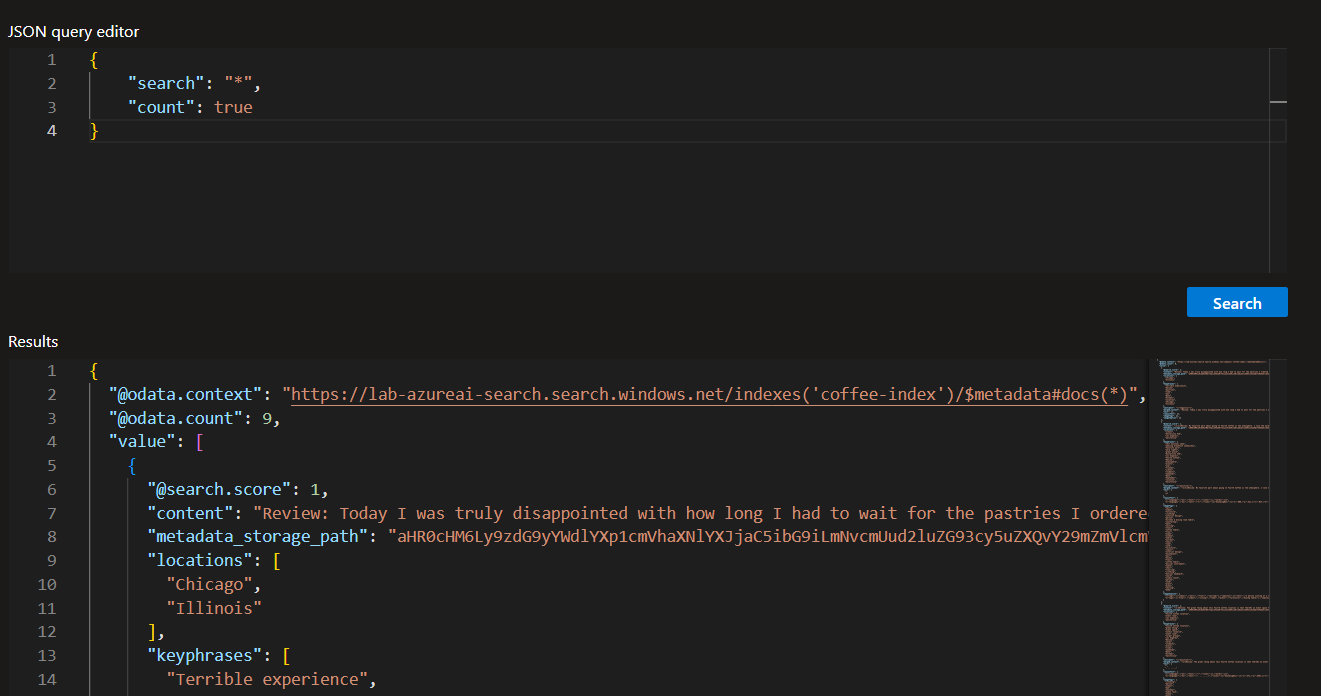 JSON query editor
1 {
2 "search": "*",
3 "count": true
4 }
Search
Results
1 {
2 "@odata.context": "https://lab-azureai-search.search.windows.net/indexes('coffee-index')/$metadata#docs(*)",
3 "@odata.count": 9,
4 "value": [
5 {
6 "@search.score": 1,
7 "content": "Review: Today I was truly disappointed with how long I had to wait for the pastries I ordere
8 "metadata_storage_path":
9 "locations": [
10 "Chicago",
11 "Illinois"
12 ],
13 "keyphrases": [
14 "Terrible experience",